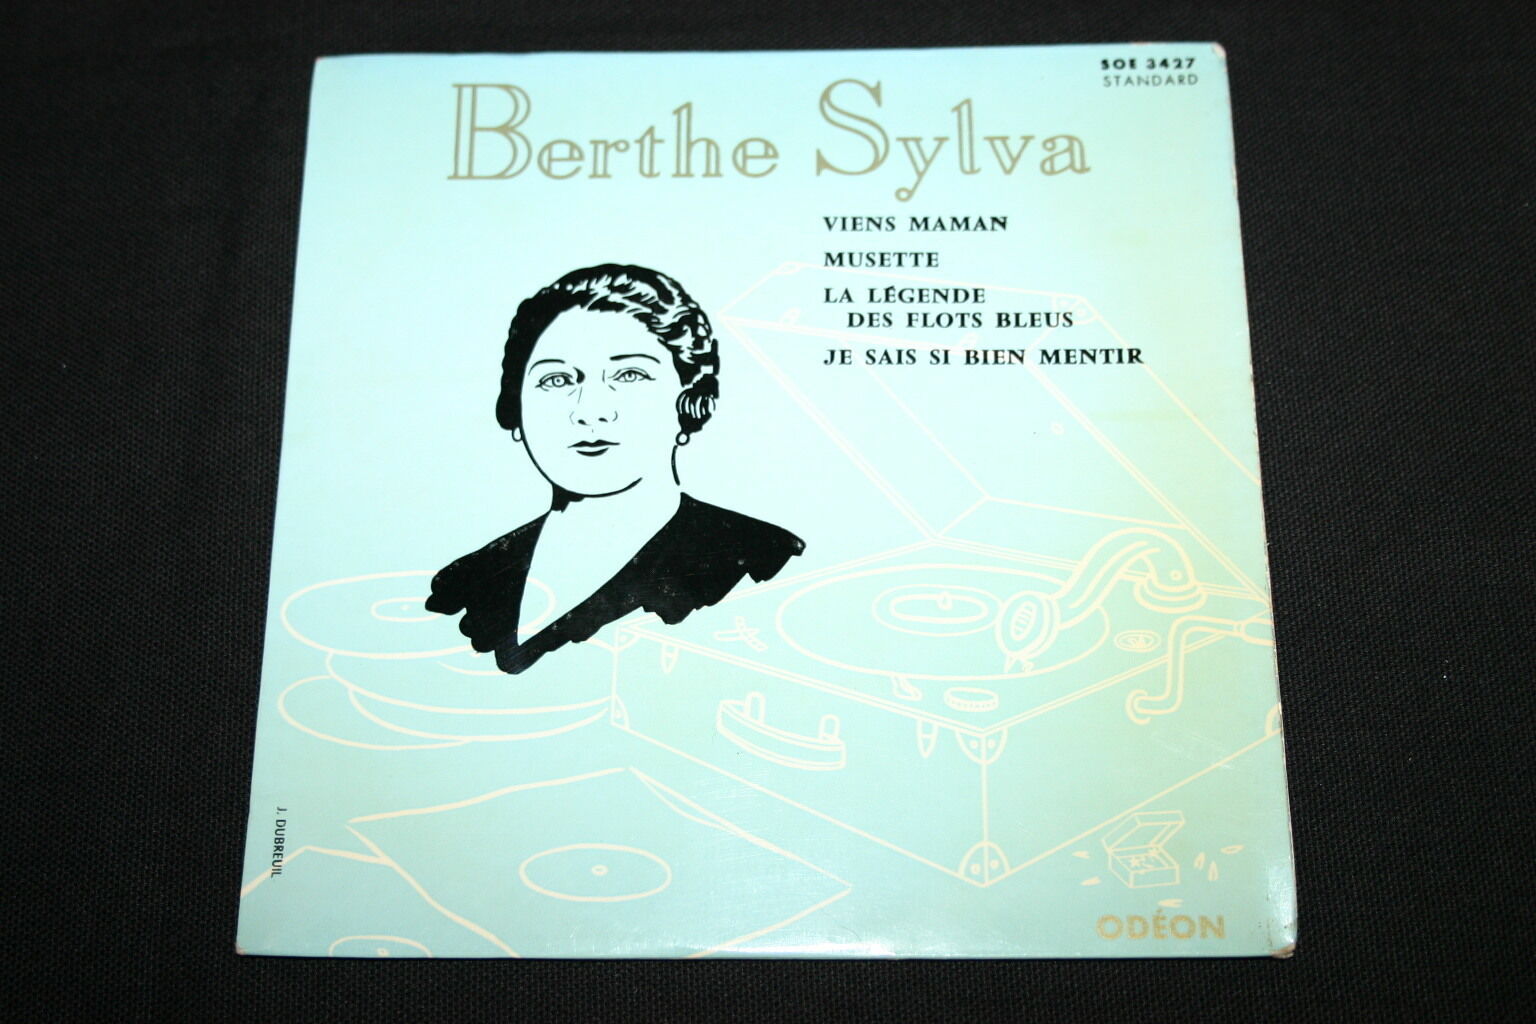 SOE 3427
STANDARD
Berthe Sylva
VIENS MAMAN
MUSETTE
LA LÉGENDE
DES FLOTS BLEUS
JE SAIS SI BIEN MENTIR
J. DUBREUIL
ODÉON